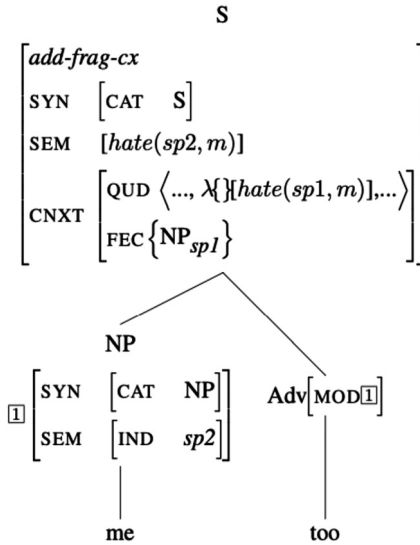 S
add-frag-cx
SYN [CAT S]
SEM [hate(sp2, m)]
CNXT [QUD ⟨..., λ{}[hate(sp1, m)],...⟩
FEC {NP_sp1}]
NP
1 [SYN [CAT NP]
SEM [IND sp2]]
Adv[MOD 1]
me too